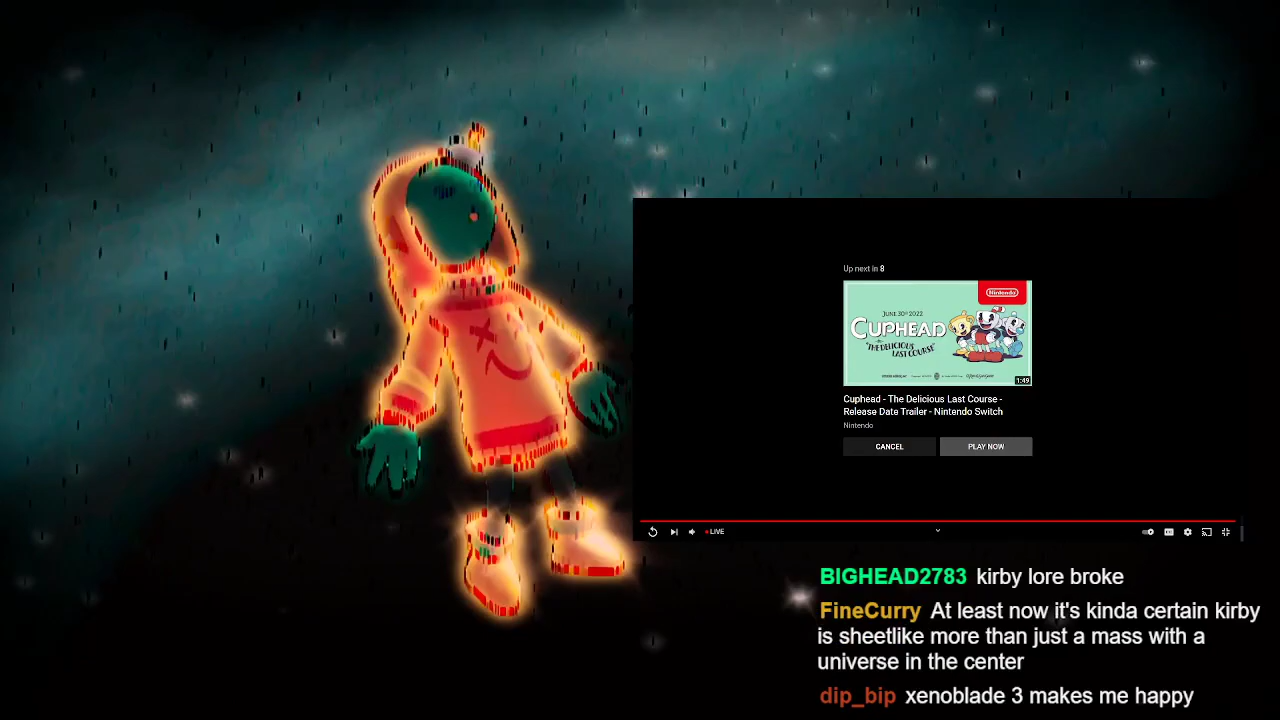 Up next in 8
Nintendo
JUNE 30th 2022
CUPHEAD
THE DELICIOUS
LAST COURSE
1:49
Cuphead - The Delicious Last Course -
Release Date Trailer - Nintendo Switch
Nintendo
CANCEL
PLAY NOW
LIVE
BIGHEAD2783 kirby lore broke
FineCurry At least now it's kinda certain kirby
is sheetlike more than just a mass with a
universe in the center
dip_bip xenoblade 3 makes me happy